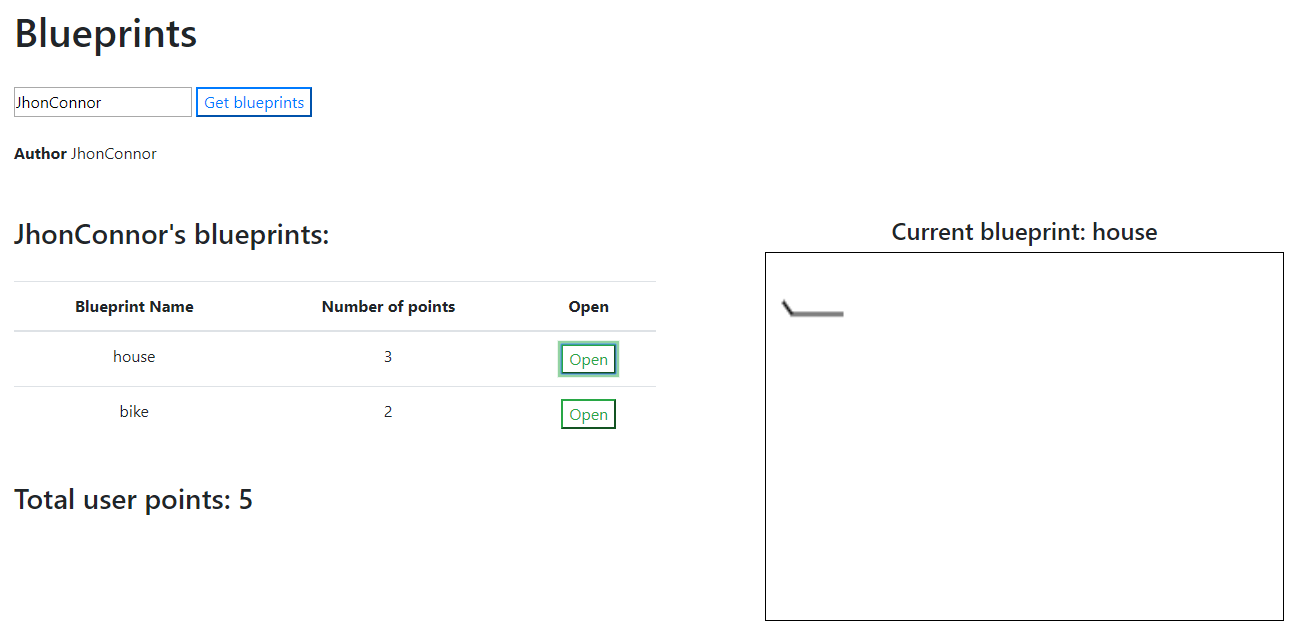 Blueprints
JhonConnor Get blueprints
Author JhonConnor
JhonConnor's blueprints:
Blueprint Name Number of points Open
house 3 Open
bike 2 Open
Total user points: 5
Current blueprint: house